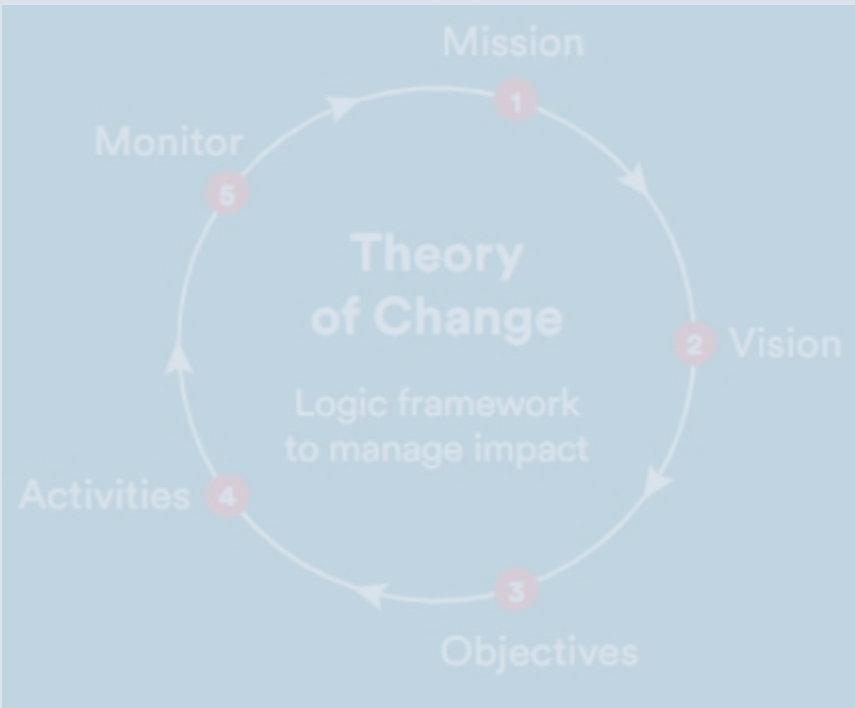 Mission
1
Monitor
5
Theory
of Change
2 Vision
Logic framework
to manage impact
Activities 4
3
Objectives